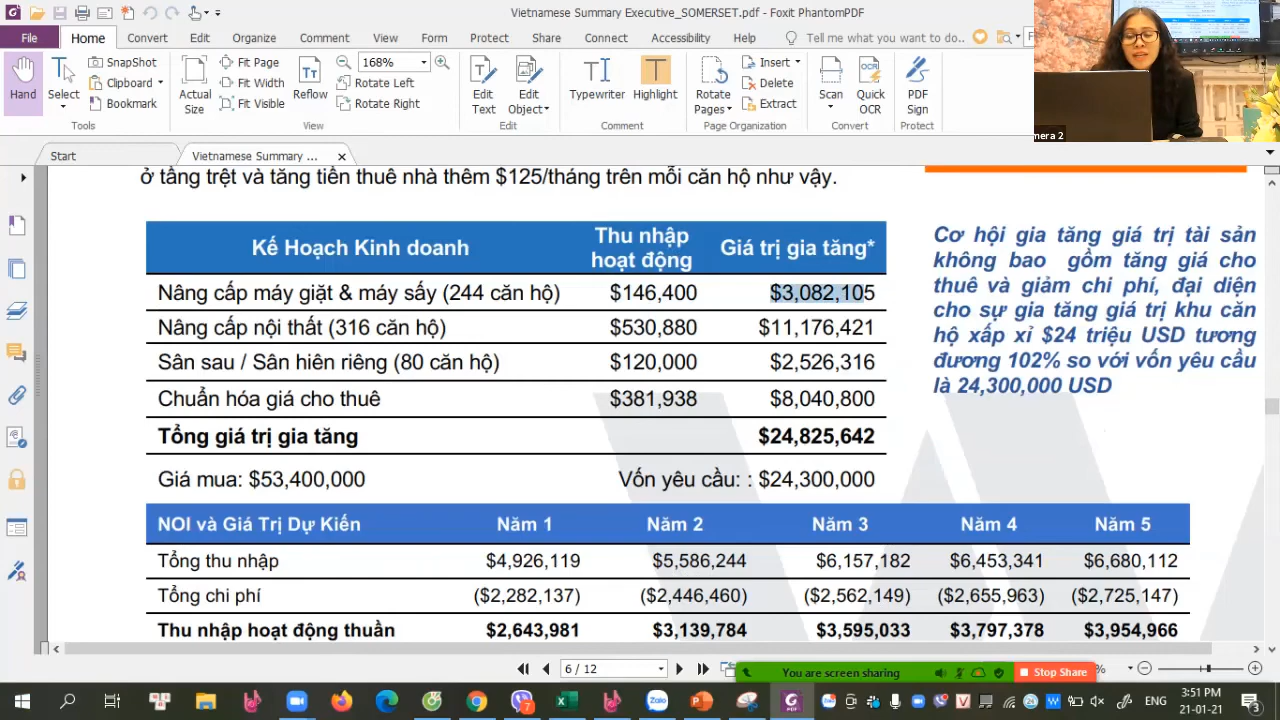 Vietnamese Summary Executive_SOMERSET.pdf - Foxit PhantomPDF
File Home Convert Edit Comment View Form Tell me what you want
SnapShot
Clipboard
Bookmark
Hand Select
Actual Size
Fit Page
Fit Width
Fit Visible
Reflow
168%
Rotate Left
Rotate Right
Edit Text Edit Object
Typewriter Highlight
Rotate Pages
Insert
Delete
Extract
Scan Quick OCR
PDF Sign
Tools View Edit Comment Page Organization Convert Protect
mera 2
Start Vietnamese Summary ...
ở tầng trệt và tăng tiền thuê nhà thêm $125/tháng trên mỗi căn hộ như vậy.
Kế Hoạch Kinh doanh Thu nhập hoạt động Giá trị gia tăng*
Nâng cấp máy giặt & máy sấy (244 căn hộ) $146,400 $3,082,105
Nâng cấp nội thất (316 căn hộ) $530,880 $11,176,421
Sân sau / Sân hiên riêng (80 căn hộ) $120,000 $2,526,316
Chuẩn hóa giá cho thuê $381,938 $8,040,800
Tổng giá trị gia tăng $24,825,642
Giá mua: $53,400,000 Vốn yêu cầu: : $24,300,000
Cơ hội gia tăng giá trị tài sản
không bao gồm tăng giá cho
thuê và giảm chi phí, đại diện
cho sự gia tăng giá trị khu căn
hộ xấp xỉ $24 triệu USD tương
đương 102% so với vốn yêu cầu
là 24,300,000 USD
NOI và Giá Trị Dự Kiến Năm 1 Năm 2 Năm 3 Năm 4 Năm 5
Tổng thu nhập $4,926,119 $5,586,244 $6,157,182 $6,453,341 $6,680,112
Tổng chi phí ($2,282,137) ($2,446,460) ($2,562,149) ($2,655,963) ($2,725,147)
Thu nhập hoạt động thuần $2,643,981 $3,139,784 $3,595,033 $3,797,378 $3,954,966
6 / 12
You are screen sharing Stop Share
%
ENG
3:51 PM
21-01-21